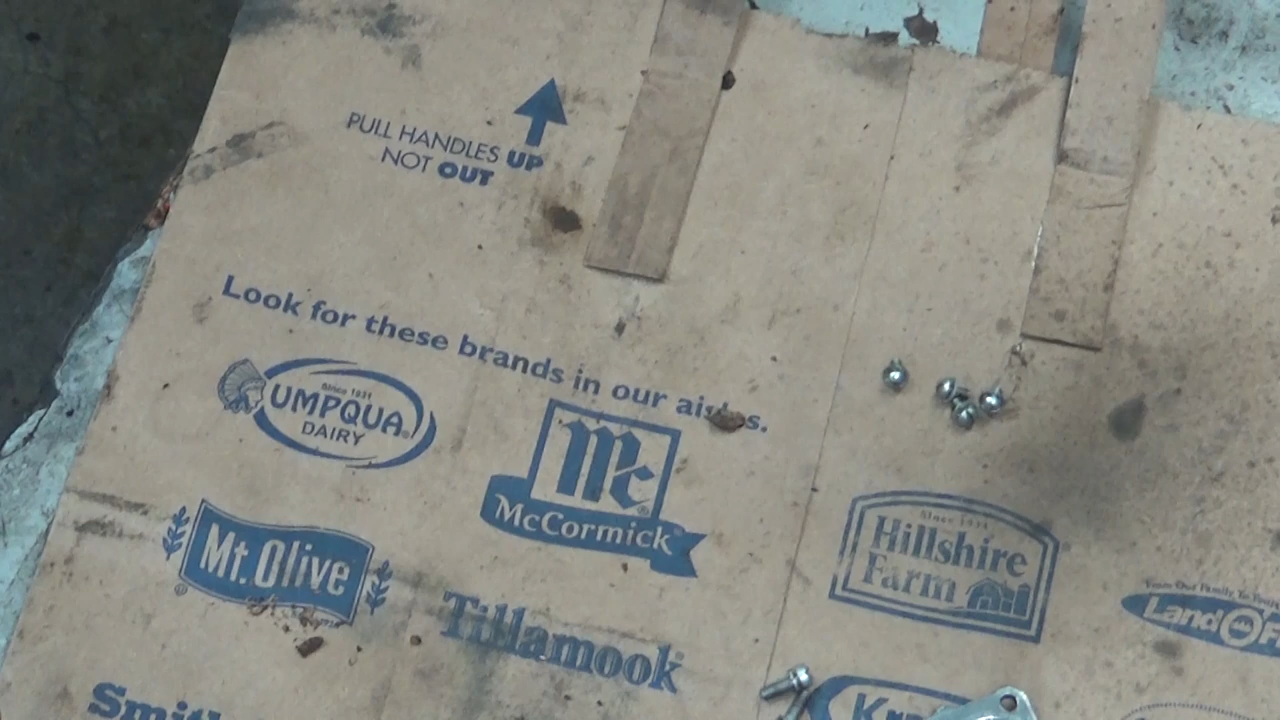 PULL HANDLES UP
NOT OUT
Look for these brands in our aisles.
Since 1931
UMPQUA®
DAIRY
Mc®
McCormick
Mt. Olive
®
Since 1934
Hillshire
Farm
Tillamook®
Land